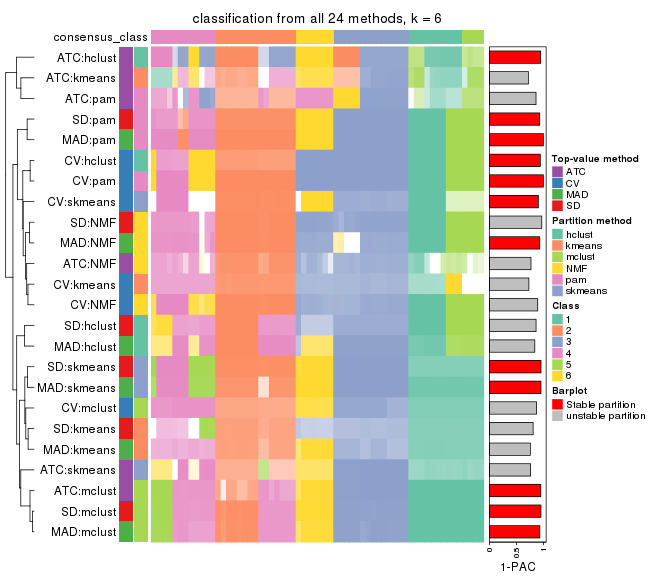 classification from all 24 methods, k = 6
consensus_class
ATC:hclust
ATC:kmeans
ATC:pam
SD:pam
MAD:pam
CV:hclust
CV:pam
CV:skmeans
SD:NMF
MAD:NMF
ATC:NMF
CV:kmeans
CV:NMF
SD:hclust
MAD:hclust
SD:skmeans
MAD:skmeans
CV:mclust
SD:kmeans
MAD:kmeans
ATC:skmeans
ATC:mclust
SD:mclust
MAD:mclust
0
0.5
1
1-PAC
Top-value method
ATC
CV
MAD
SD
Partition method
hclust
kmeans
mclust
NMF
pam
skmeans
Class
1
2
3
4
5
6
Barplot
Stable partition
unstable partition